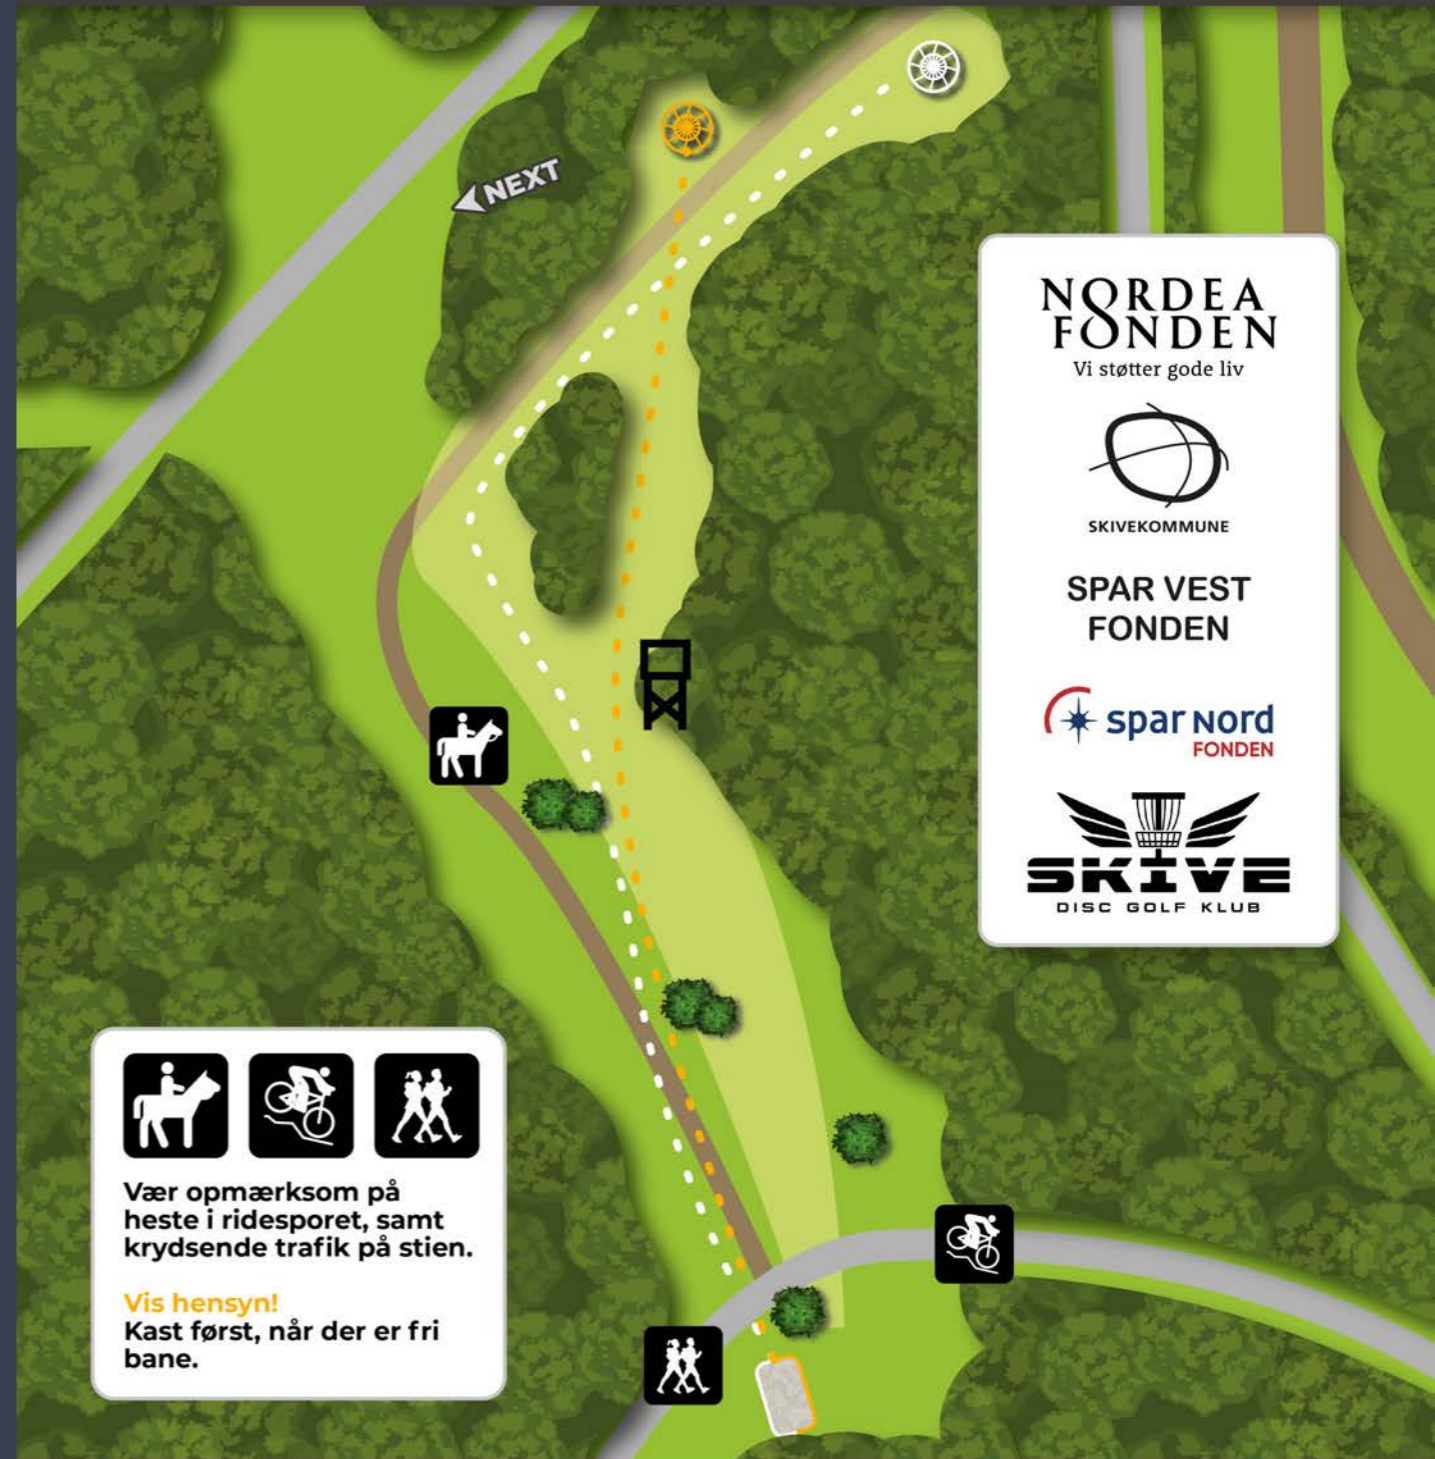 NEXT
NORDEA
FONDEN
Vi støtter gode liv
SKIVEKOMMUNE
SPAR VEST
FONDEN
spar nord
FONDEN
SKIVE
DISC GOLF KLUB
Vær opmærksom på
heste i ridesporet, samt
krydsende trafik på stien.
Vis hensyn!
Kast først, når der er fri
bane.